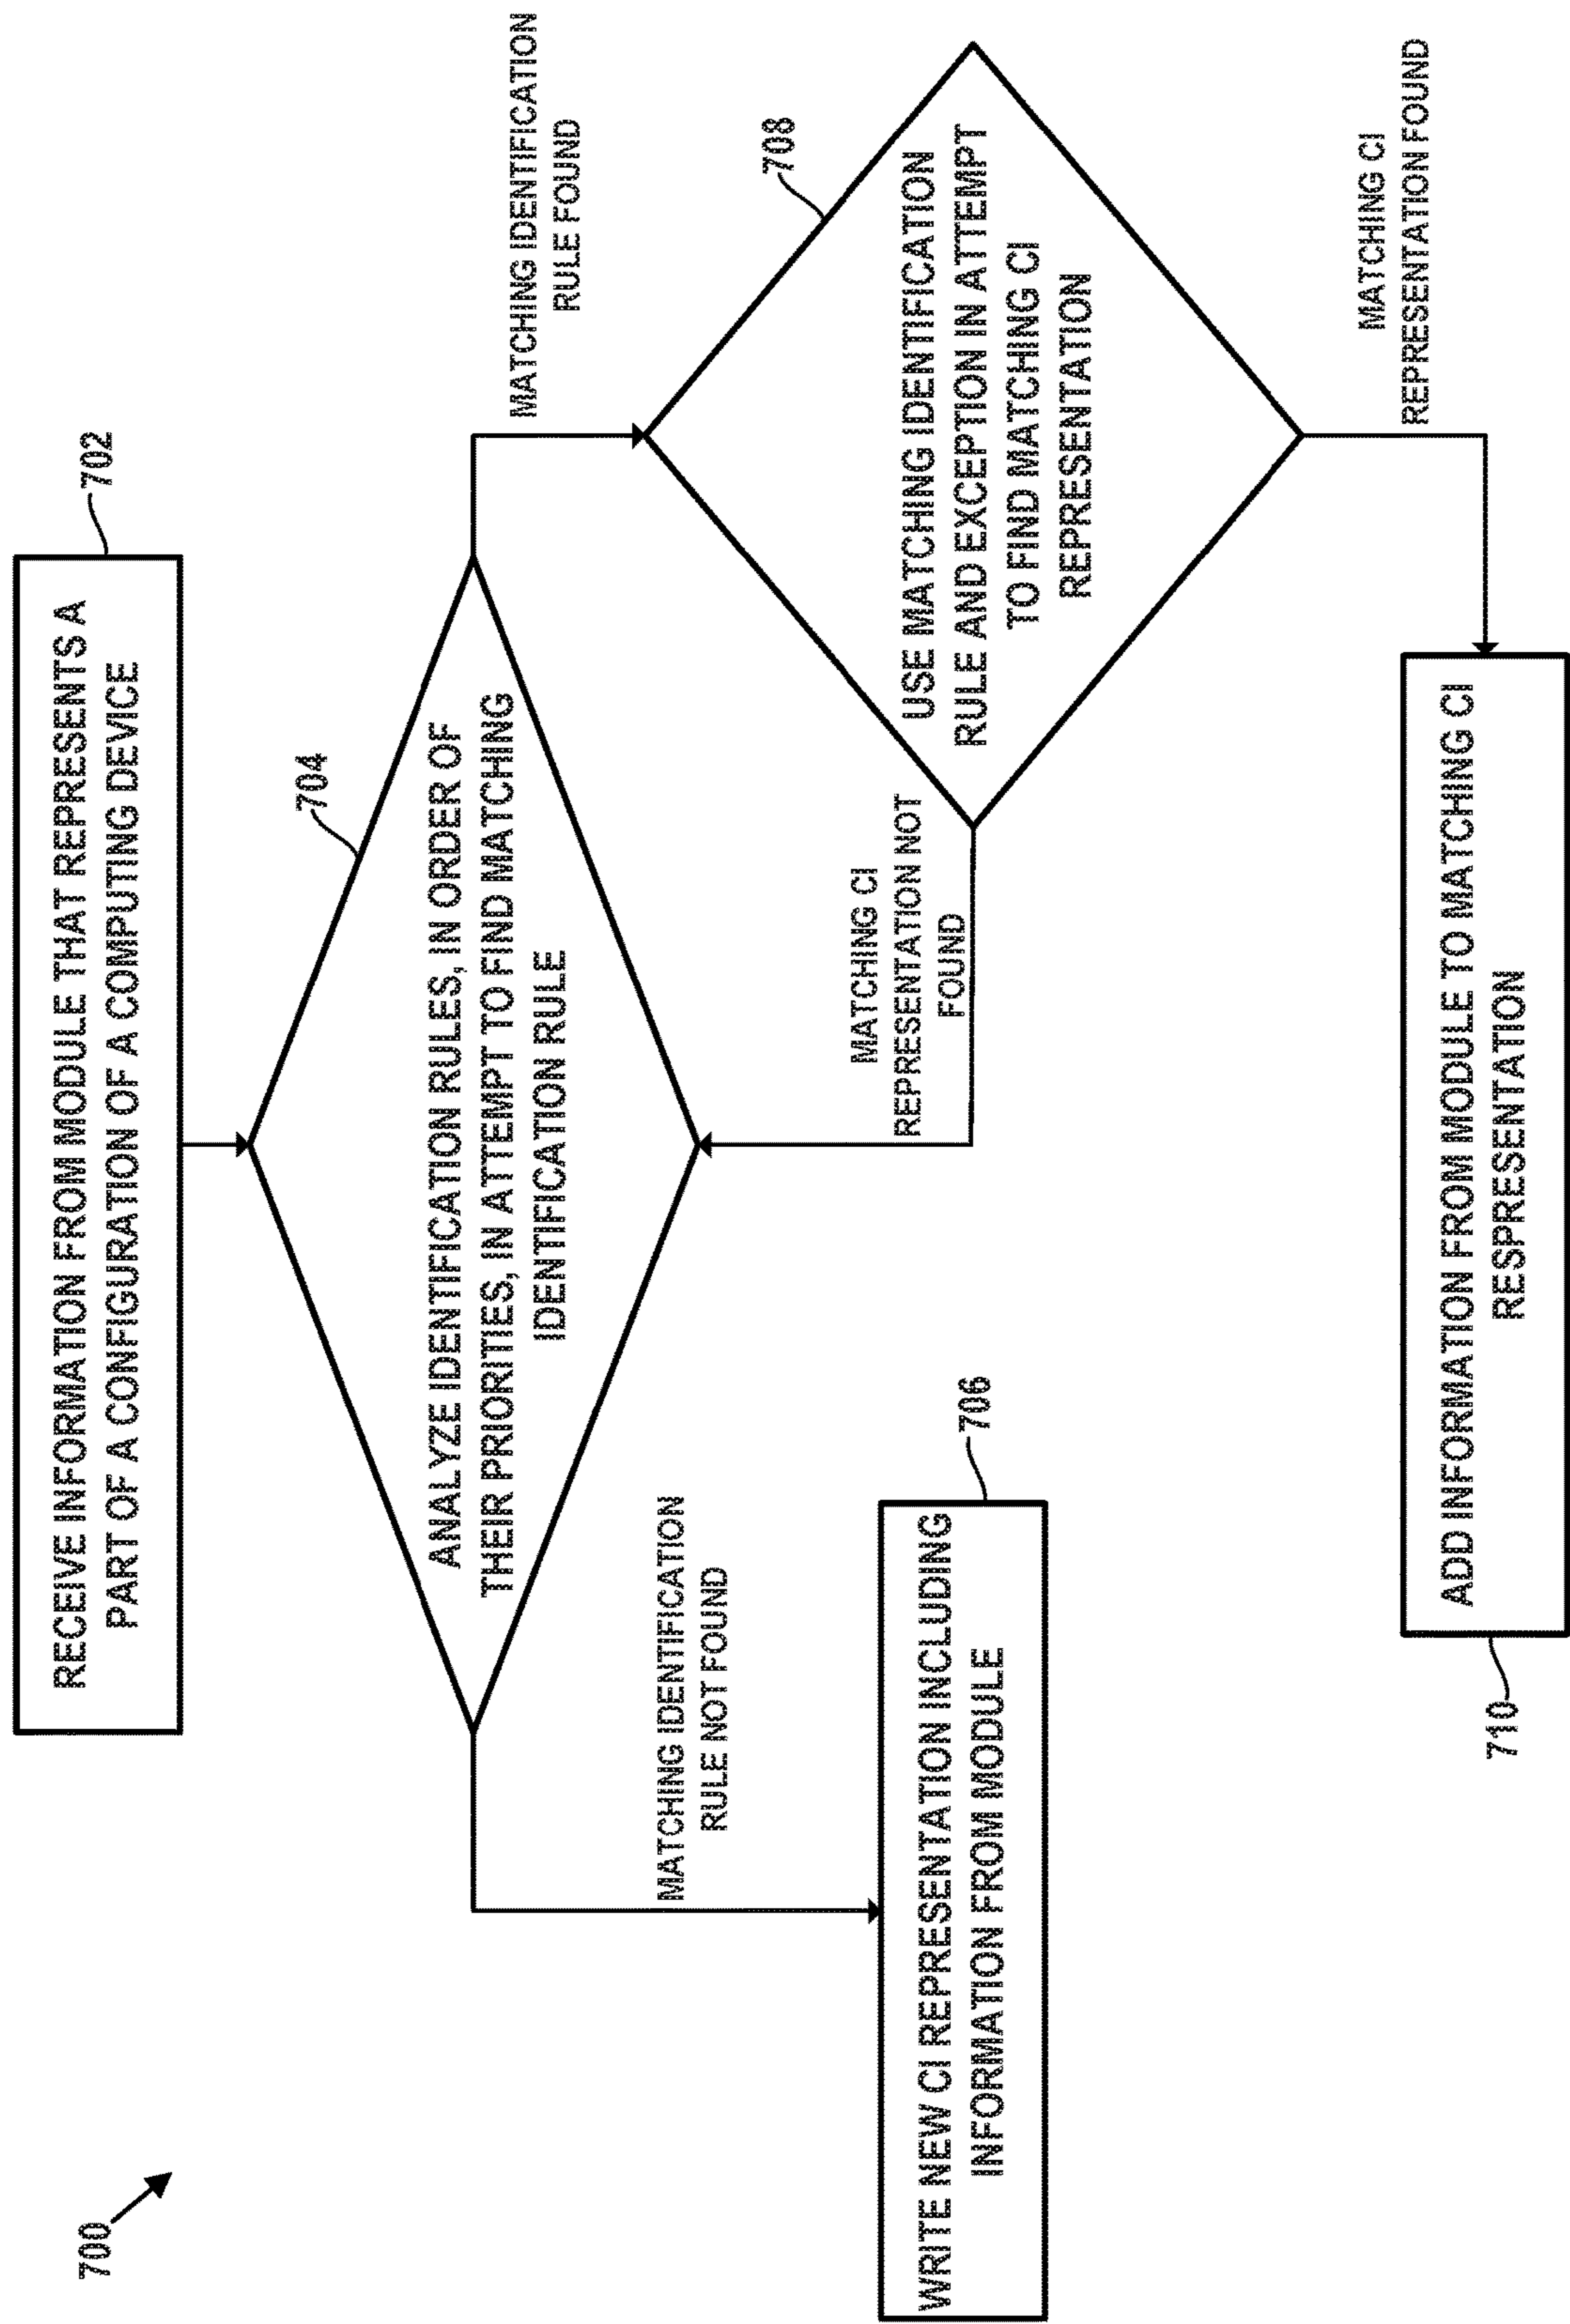 700
702
RECEIVE INFORMATION FROM MODULE THAT REPRESENTS A
PART OF A CONFIGURATION OF A COMPUTING DEVICE
704
ANALYZE IDENTIFICATION RULES, IN ORDER OF
THEIR PRIORITIES, IN ATTEMPT TO FIND MATCHING
IDENTIFICATION RULE
MATCHING IDENTIFICATION
RULE NOT FOUND
MATCHING IDENTIFICATION
RULE FOUND
706
WRITE NEW CI REPRESENTATION INCLUDING
INFORMATION FROM MODULE
MATCHING CI
REPRESENTATION NOT
FOUND
708
USE MATCHING IDENTIFICATION
RULE AND EXCEPTION IN ATTEMPT
TO FIND MATCHING CI
REPRESENTATION
MATCHING CI
REPRESENTATION FOUND
710
ADD INFORMATION FROM MODULE TO MATCHING CI
RESPRESENTATION